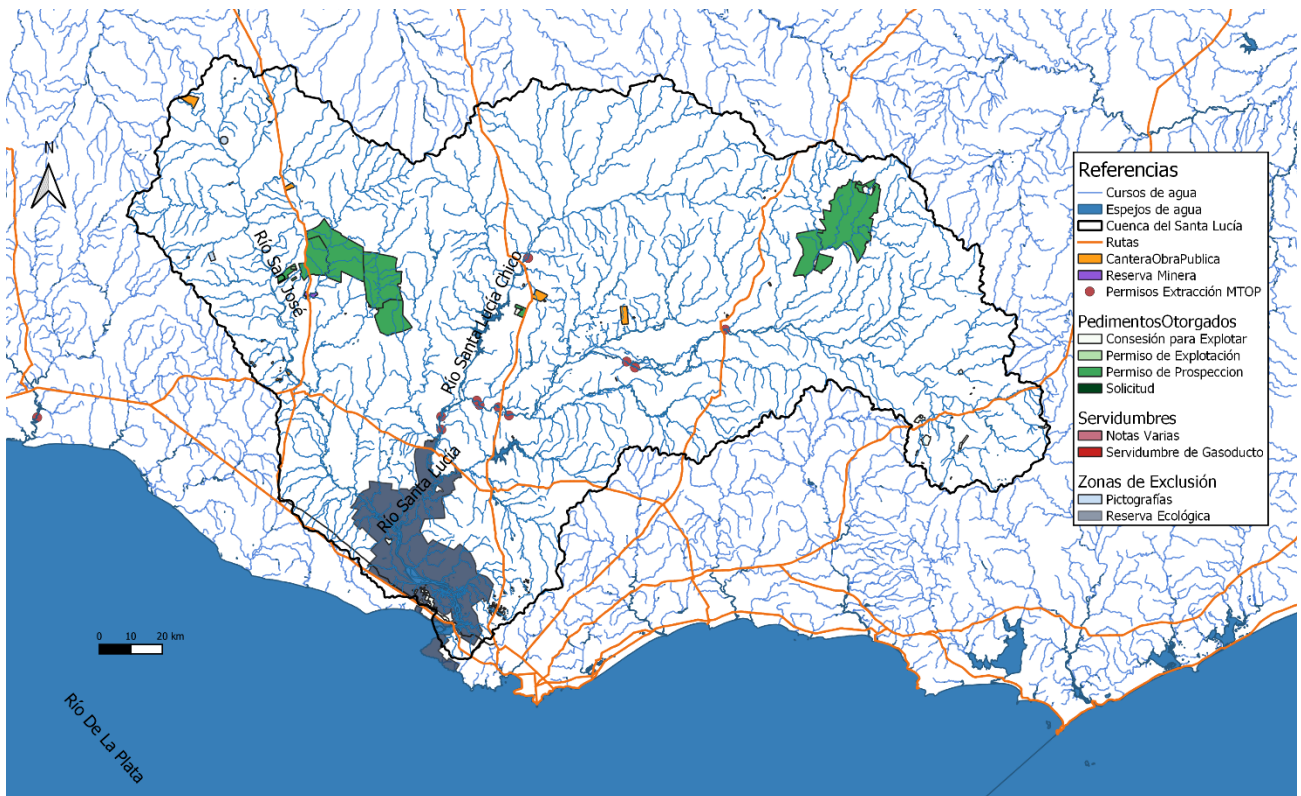 N
Río San José
Río Santa Lucía Chico
Río Santa Lucía
0 10 20 km
Río De La Plata
Referencias
Cursos de agua
Espejos de agua
Cuenca del Santa Lucía
Rutas
CanteraObraPublica
Reserva Minera
Permisos Extracción MTOP
PedimentosOtorgados
Consesión para Explotar
Permiso de Explotación
Permiso de Prospeccion
Solicitud
Servidumbres
Notas Varias
Servidumbre de Gasoducto
Zonas de Exclusión
Pictografías
Reserva Ecológica